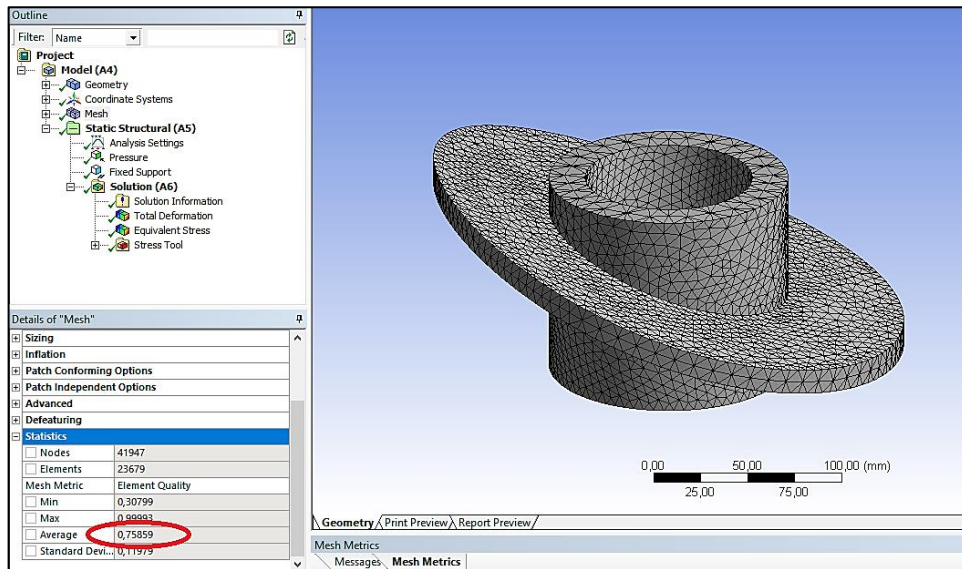 Outline
Filter: Name
Project
Model (A4)
Geometry
Coordinate Systems
Mesh
Static Structural (A5)
Analysis Settings
Pressure
Fixed Support
Solution (A6)
Solution Information
Total Deformation
Equivalent Stress
Stress Tool
Details of "Mesh"
Sizing
Inflation
Patch Conforming Options
Patch Independent Options
Advanced
Defeaturing
Statistics
Nodes 41947
Elements 23679
Mesh Metric Element Quality
Min 0,30799
Max 0,99993
Average 0,75859
Standard Devi... 0,11979
0,00 50,00 100,00 (mm)
25,00 75,00
Geometry Print Preview Report Preview
Mesh Metrics
Messages Mesh Metrics